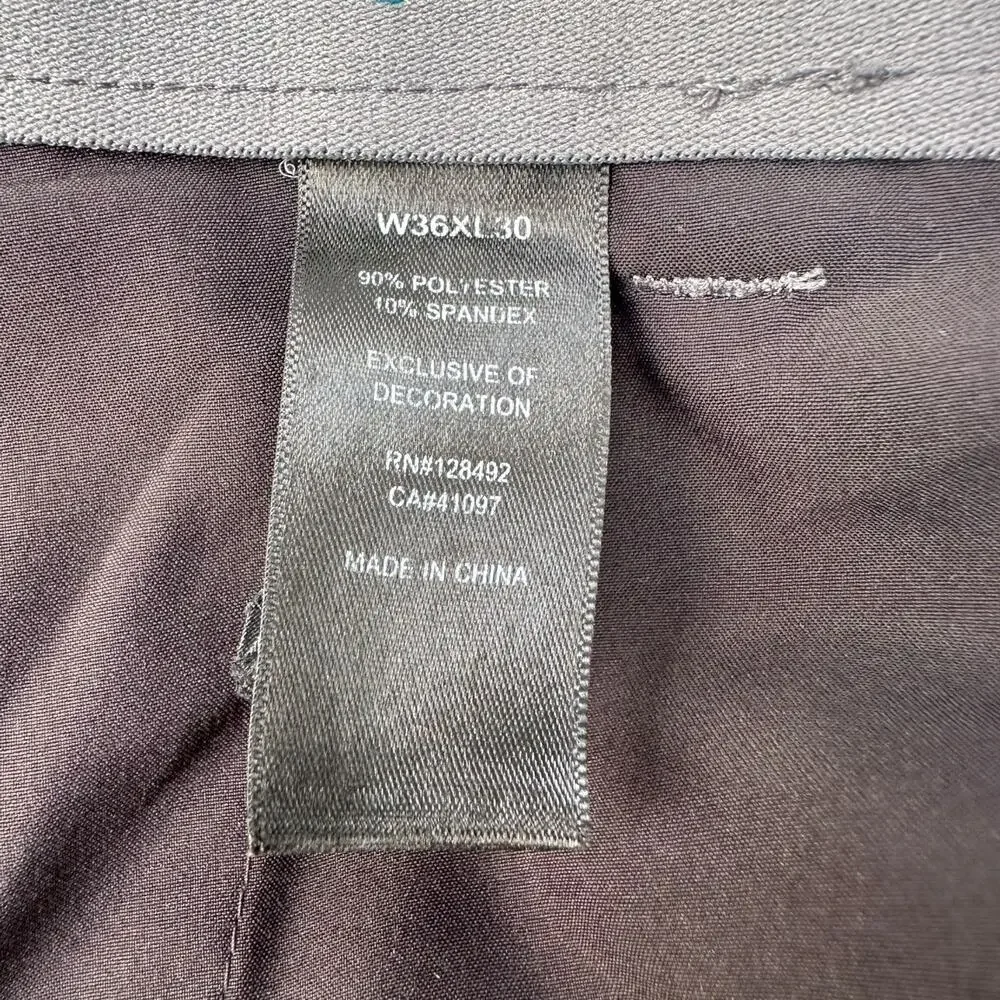 W36XL30
90% POLYESTER
10% SPANDEX
EXCLUSIVE OF
DECORATION
RN#128492
CA#41097
MADE IN CHINA